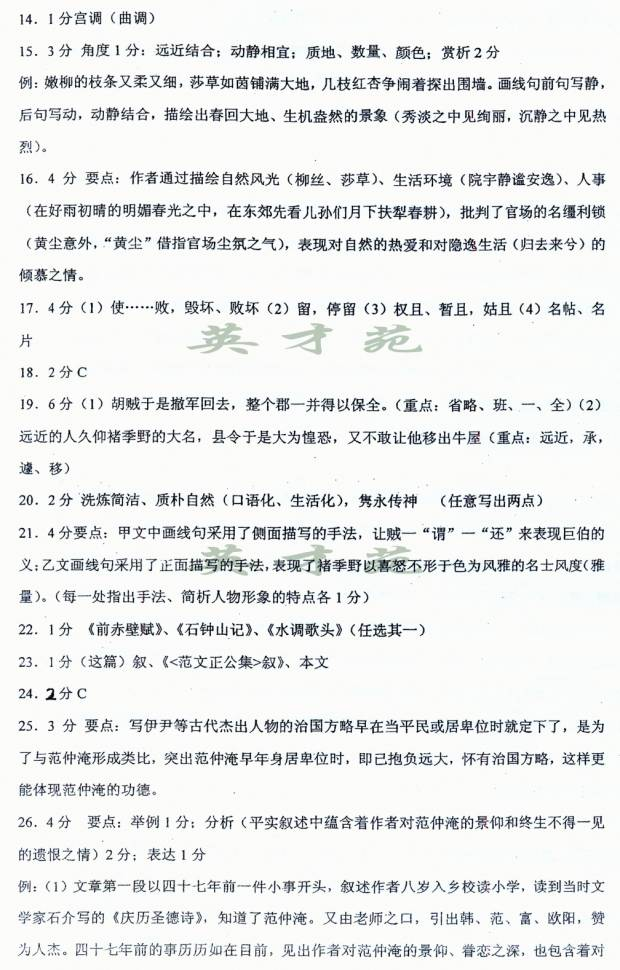 14．1分宫调（曲调）
15．3分 角度1分：远近结合；动静相宜；质地、数量、颜色；赏析2分
例：嫩柳的枝条又柔又细，莎草如茵铺满大地，几枝红杏争闹着探出围墙。画线句前句写静，
后句写动，动静结合，描绘出春回大地、生机盎然的景象（秀淡之中见绚丽，沉静之中见热
烈）。
16．4 分 要点：作者通过描绘自然风光（柳丝、莎草）、生活环境（院宇静谧安逸）、人事
（在好雨初晴的明媚春光之中，在东郊先看儿孙们月下扶犁春耕），批判了官场的名缰利锁
（黄尘意外，“黄尘”借指官场尘氛之气），表现对自然的热爱和对隐逸生活（归去来兮）的
倾慕之情。
17．4分（1）使……败，毁坏、败坏（2）留，停留（3）权且、暂且，姑且（4）名帖、名
片
英才苑
18．2分C
19．6分（1）胡贼于是撤军回去，整个郡一并得以保全。（重点：省略、班、一、全）（2）
远近的人久仰褚季野的大名，县令于是大为惶恐，又不敢让他移出牛屋（重点：远近，承，
遽、移）
20．2分 洗炼简洁、质朴自然（口语化、生活化），隽永传神 （任意写出两点）
21．4分要点：甲文中画线句采用了侧面描写的手法，让贼一“谓”一“还”来表现巨伯的
义；乙文画线句采用了正面描写的手法，表现了褚季野以喜怒不形于色为风雅的名士风度（雅
英才苑
量）。（每一处指出手法、简析人物形象的特点各1分）
22．1分 《前赤壁赋》、《石钟山记》、《水调歌头》（任选其一）
23．1分（这篇）叙、《<范文正公集>叙》、本文
24．2分C
25．3 分 要点：写伊尹等古代杰出人物的治国方略早在当平民或居卑位时就定下了，是为
了与范仲淹形成类比，突出范仲淹早年身居卑位时，即己抱负远大，怀有治国方略，这样更
能体现范仲淹的功德。
26．4分 要点：举例1分；分析（平实叙述中蕴含着作者对范仲淹的景仰和终生不得一见
的遗恨之情）2分；表达1分
例：（1）文章第一段以四十七年前一件小事开头，叙述作者八岁入乡校读小学，读到当时文
学家石介写的《庆历圣德诗》，知道了范仲淹。又由老师之口，引出韩、范、富、欧阳，赞
为人杰。四十七年前的事历历如在目前，见出作者对范仲淹的景仰、眷恋之深，也包含着对